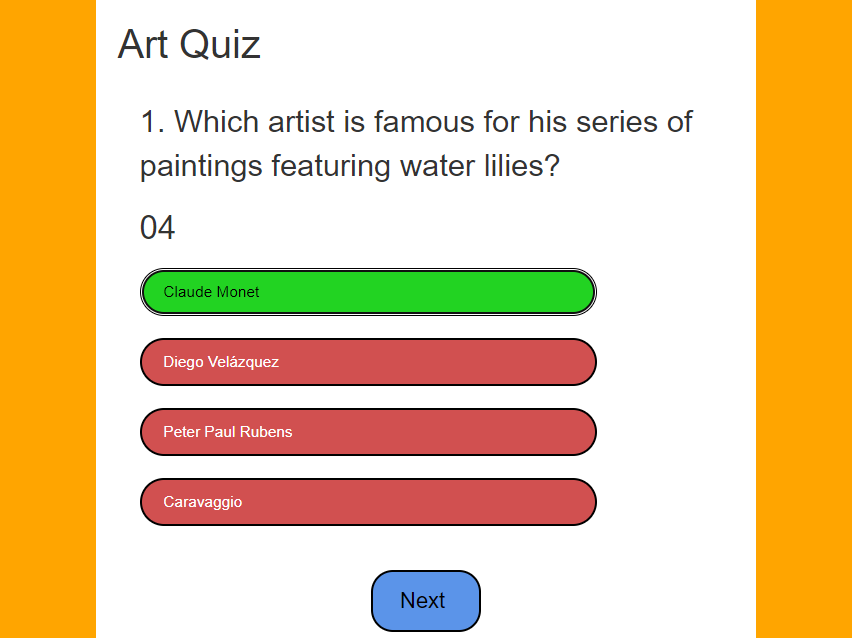 Art Quiz
1. Which artist is famous for his series of
paintings featuring water lilies?
04
Claude Monet
Diego Velázquez
Peter Paul Rubens
Caravaggio
Next